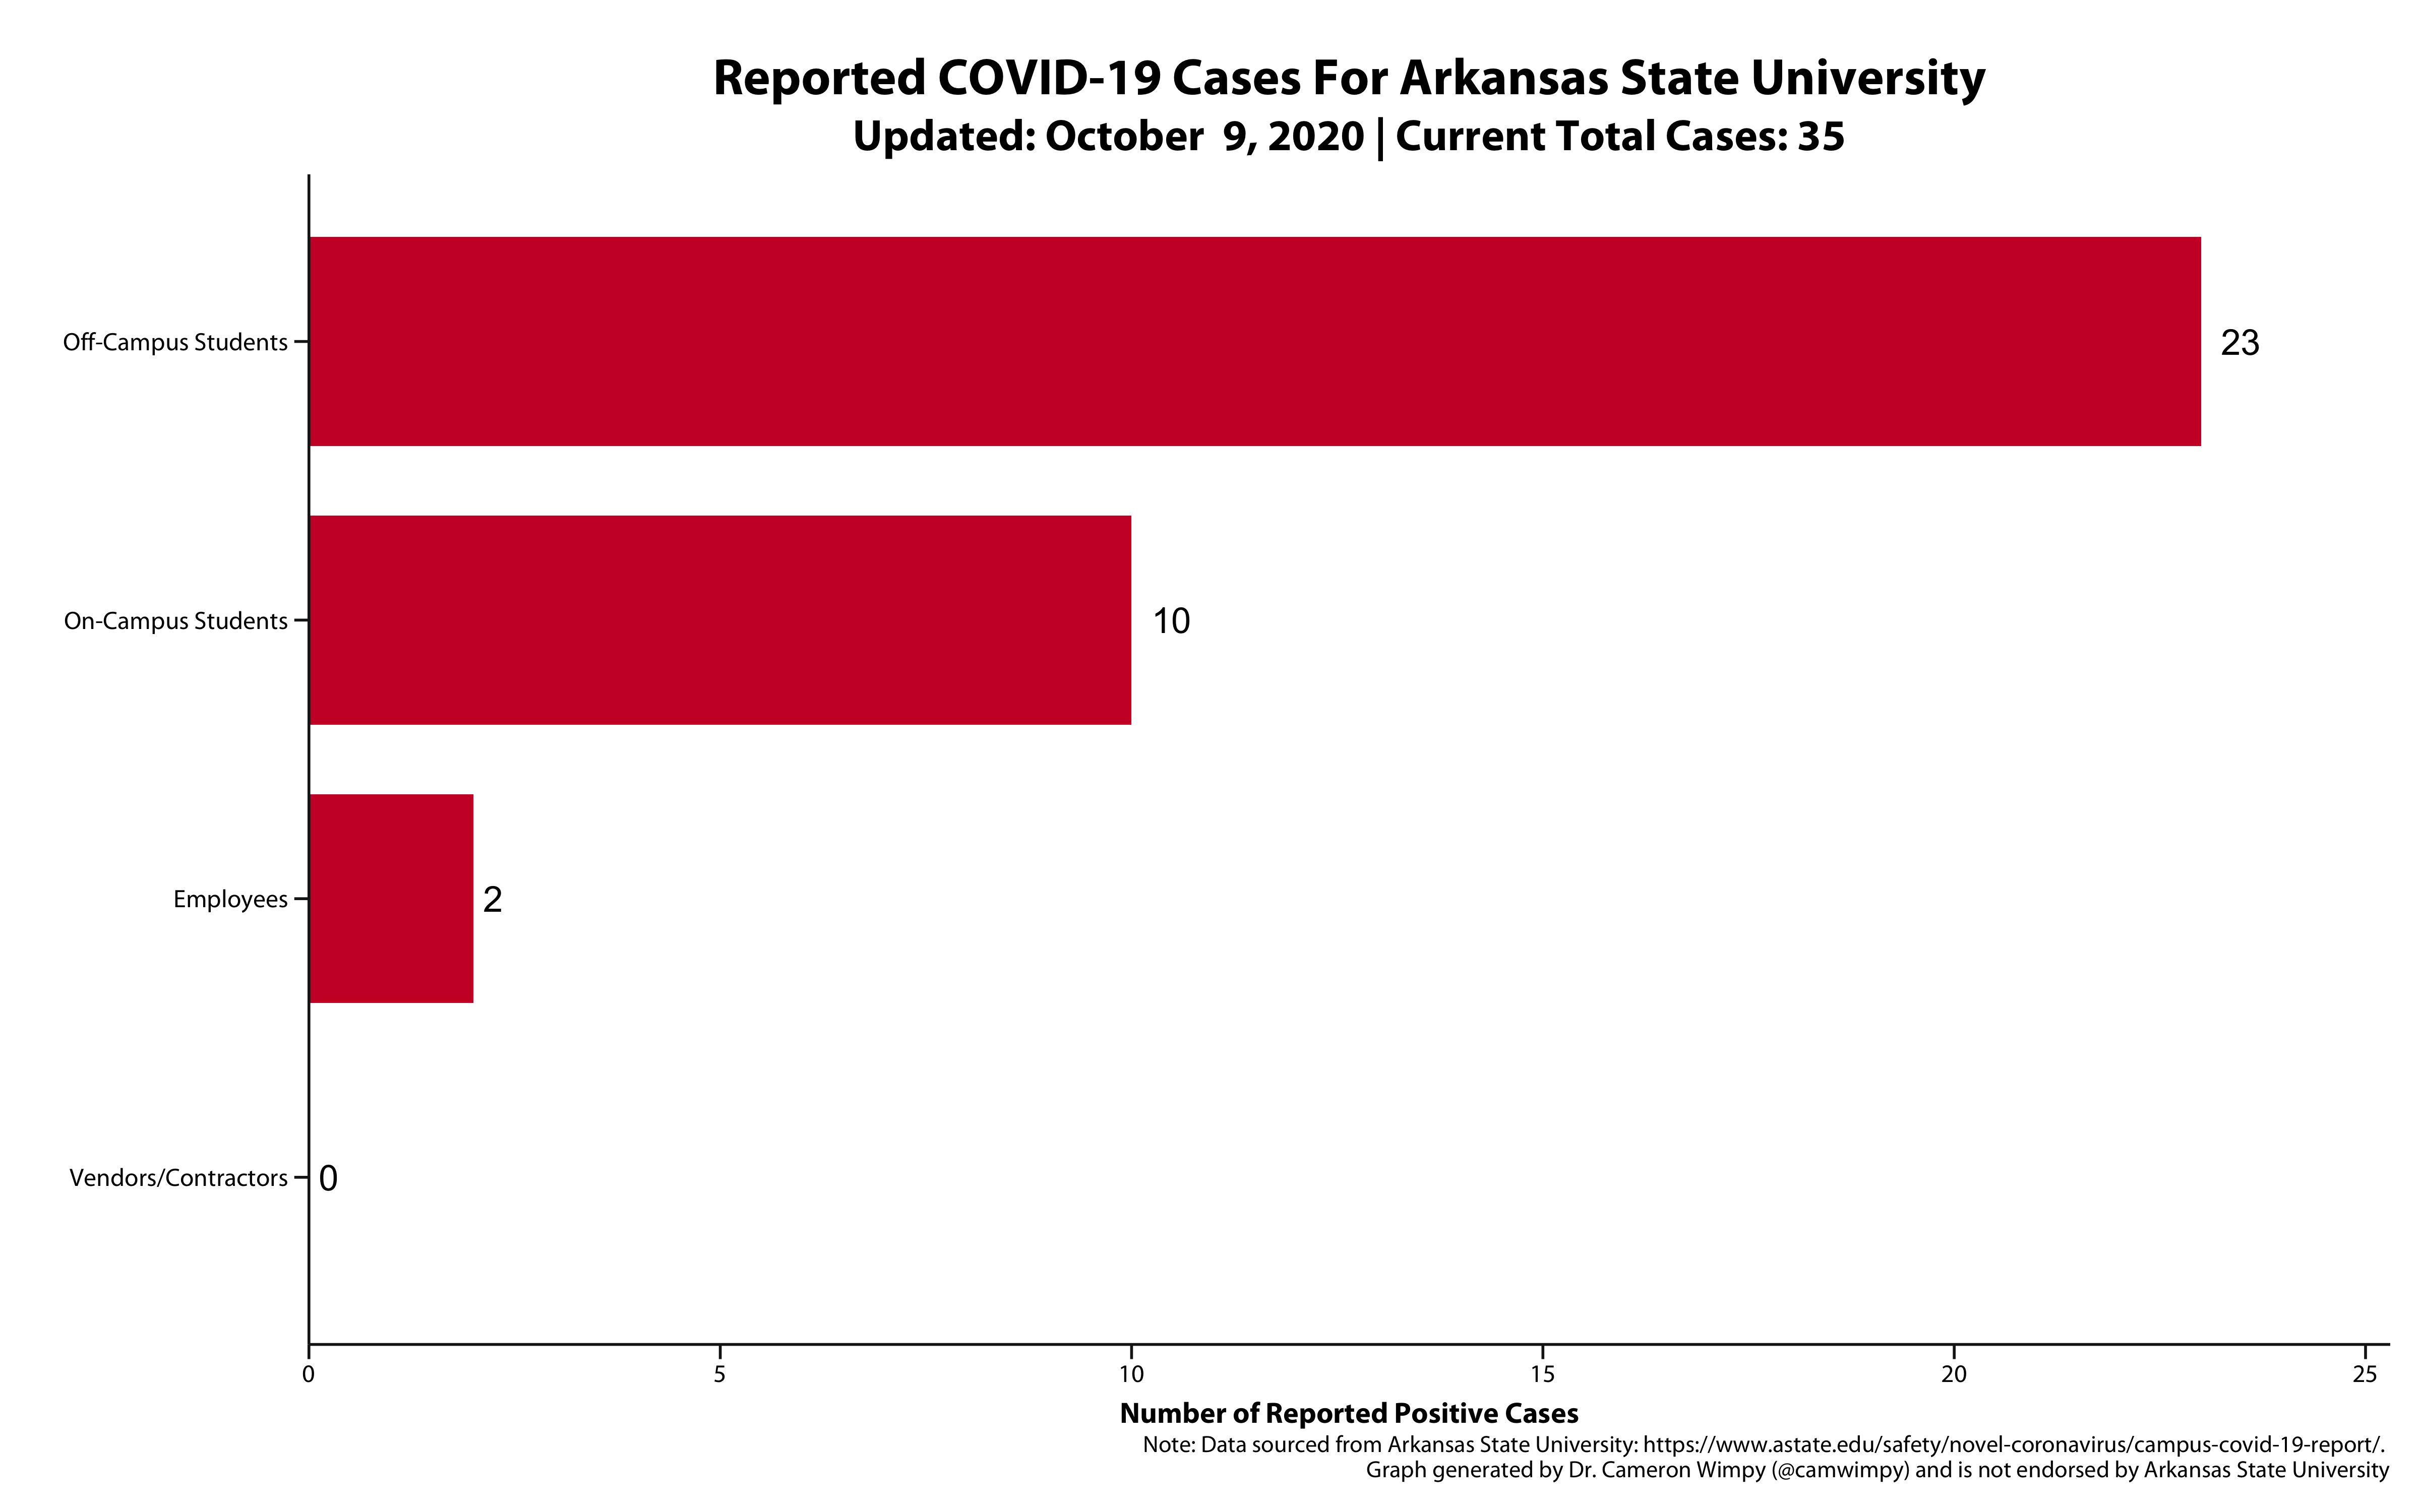 Reported COVID-19 Cases For Arkansas State University
Updated: October  9, 2020 | Current Total Cases: 35
Off-Campus Students
23
On-Campus Students
10
Employees
2
Vendors/Contractors
0
0
5
10
15
20
25
Number of Reported Positive Cases
Note: Data sourced from Arkansas State University: https://www.astate.edu/safety/novel-coronavirus/campus-covid-19-report/.
Graph generated by Dr. Cameron Wimpy (@camwimpy) and is not endorsed by Arkansas State University